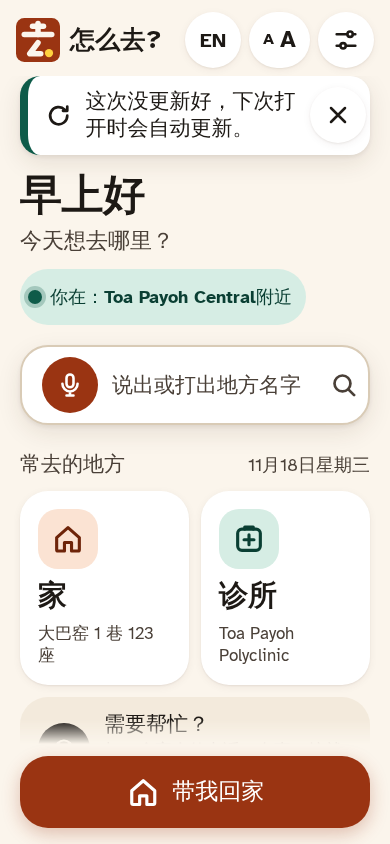 怎么去?
EN
A A
这次没更新好，下次打
开时会自动更新。
早上好
今天想去哪里？
你在：Toa Payoh Central附近
说出或打出地方名字
常去的地方
11月18日星期三
家
大巴窑 1 巷 123
座
诊所
Toa Payoh
Polyclinic
需要帮忙？
带我回家